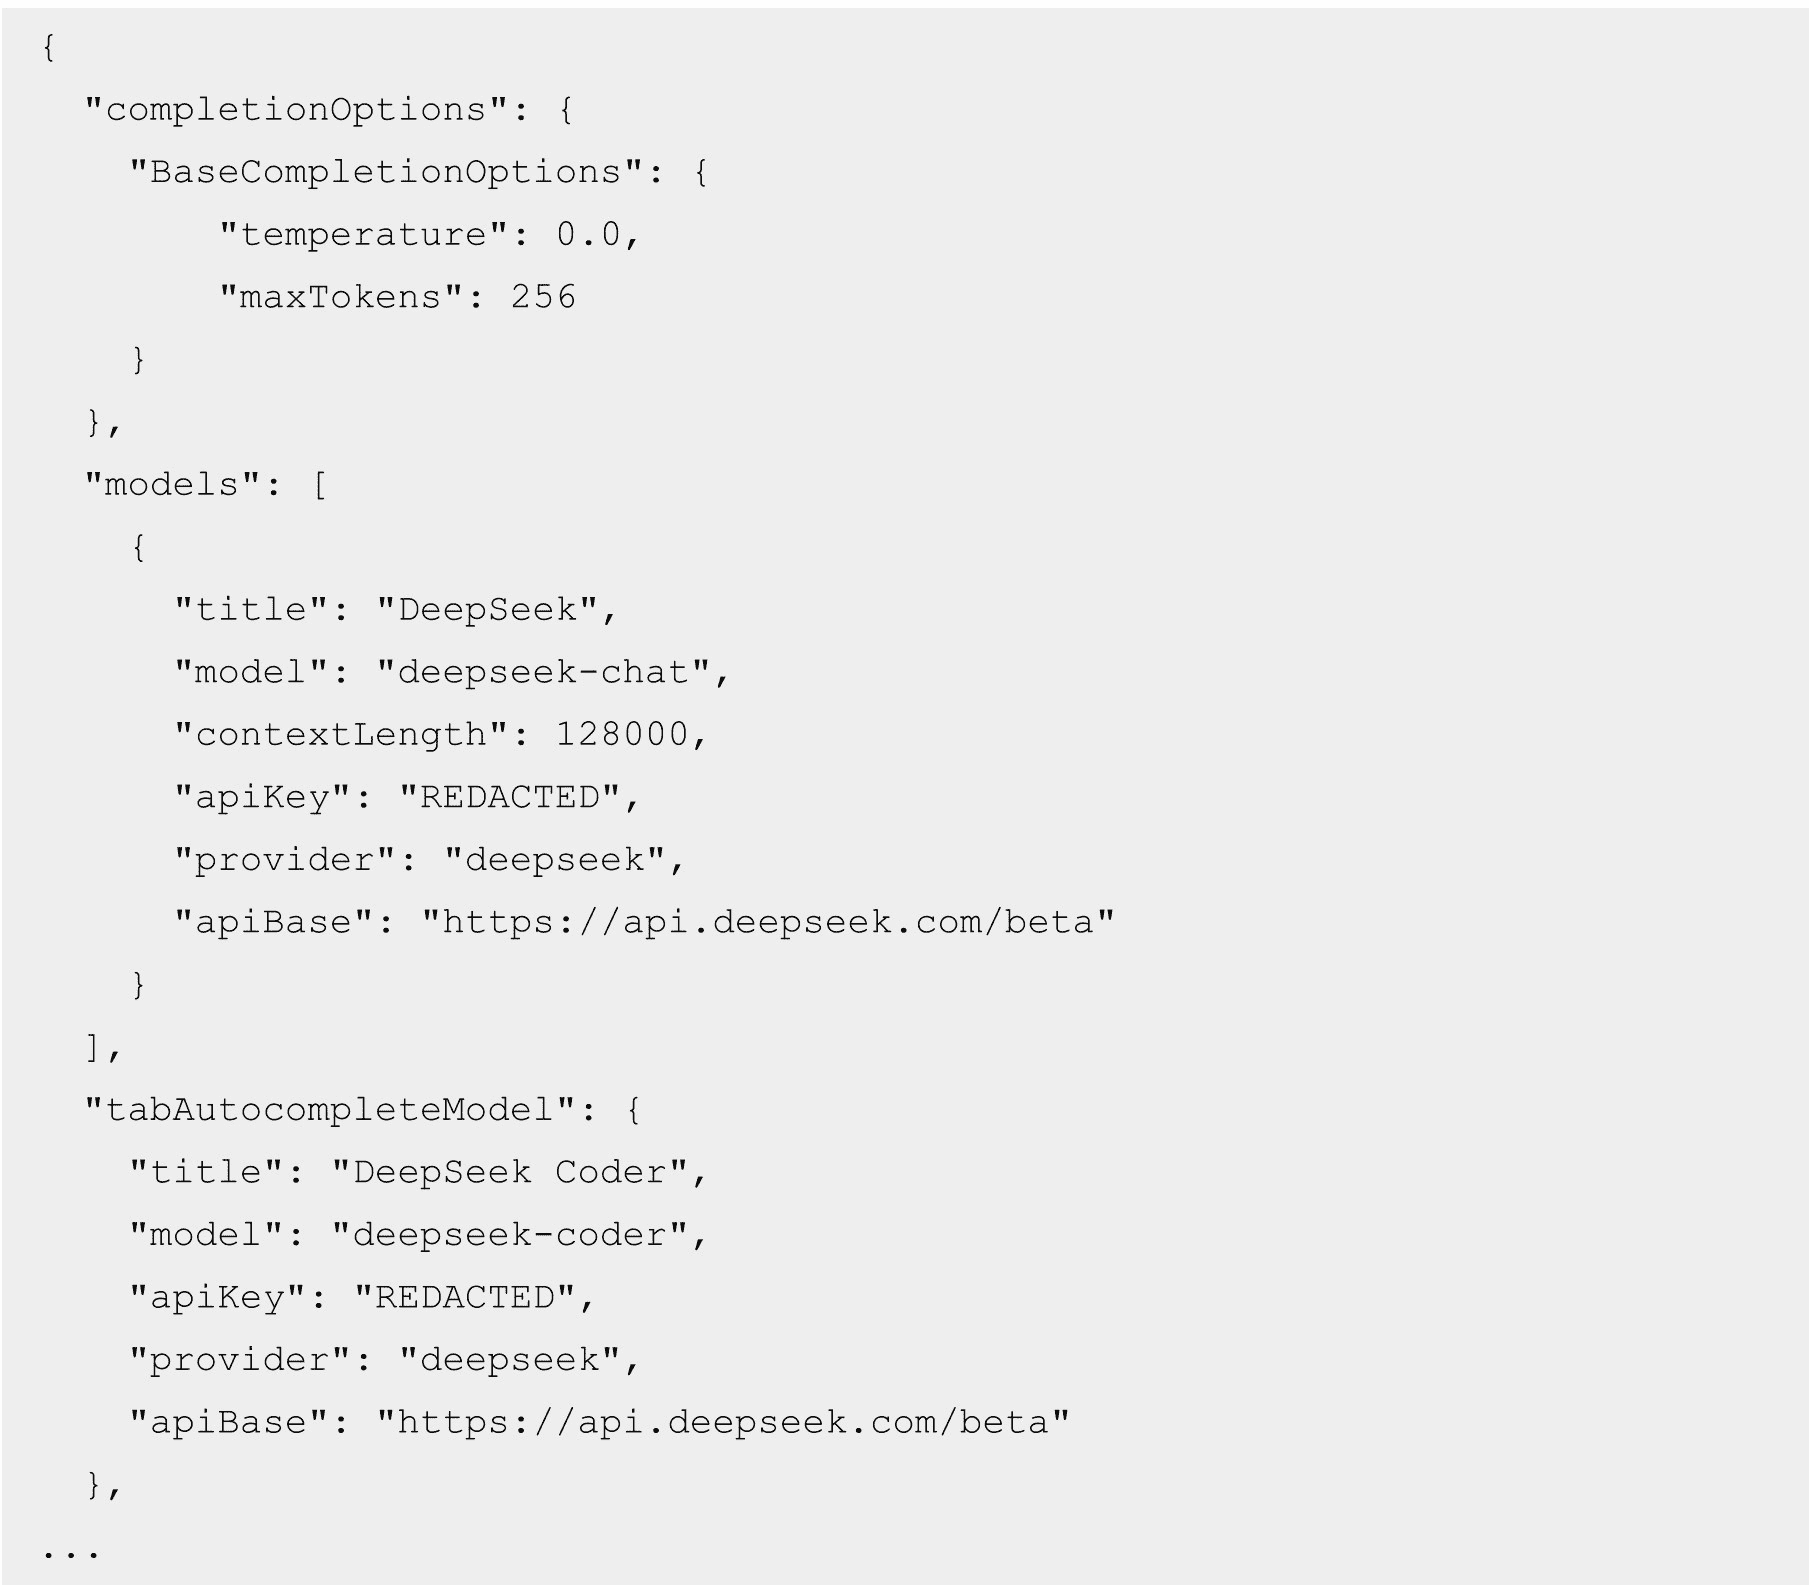 {
  "completionOptions": {
    "BaseCompletionOptions": {
        "temperature": 0.0,
        "maxTokens": 256
    }
  },
  "models": [
    {
      "title": "DeepSeek",
      "model": "deepseek-chat",
      "contextLength": 128000,
      "apiKey": "REDACTED",
      "provider": "deepseek",
      "apiBase": "https://api.deepseek.com/beta"
    }
  ],
  "tabAutocompleteModel": {
    "title": "DeepSeek Coder",
    "model": "deepseek-coder",
    "apiKey": "REDACTED",
    "provider": "deepseek",
    "apiBase": "https://api.deepseek.com/beta"
  },
...